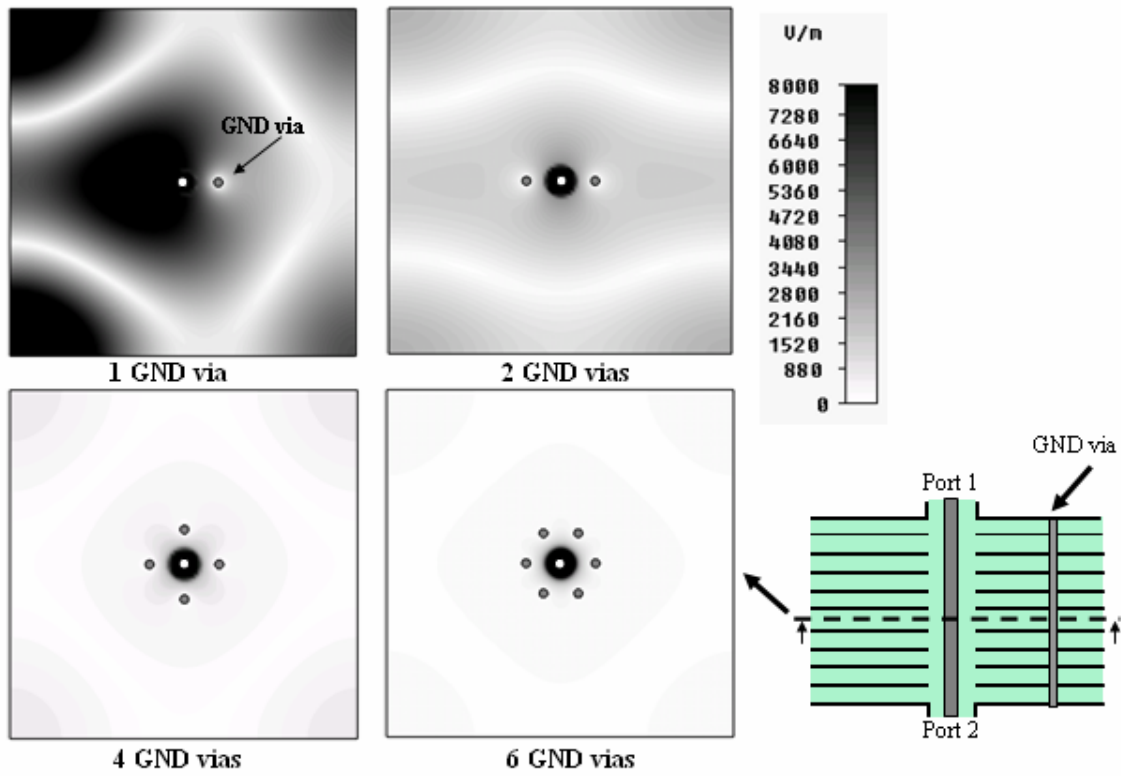 GND via
1 GND via
2 GND vias
V/m
8000
7280
6640
6000
5360
4720
4080
3440
2800
2160
1520
880
0
4 GND vias
6 GND vias
GND via
Port 1
Port 2